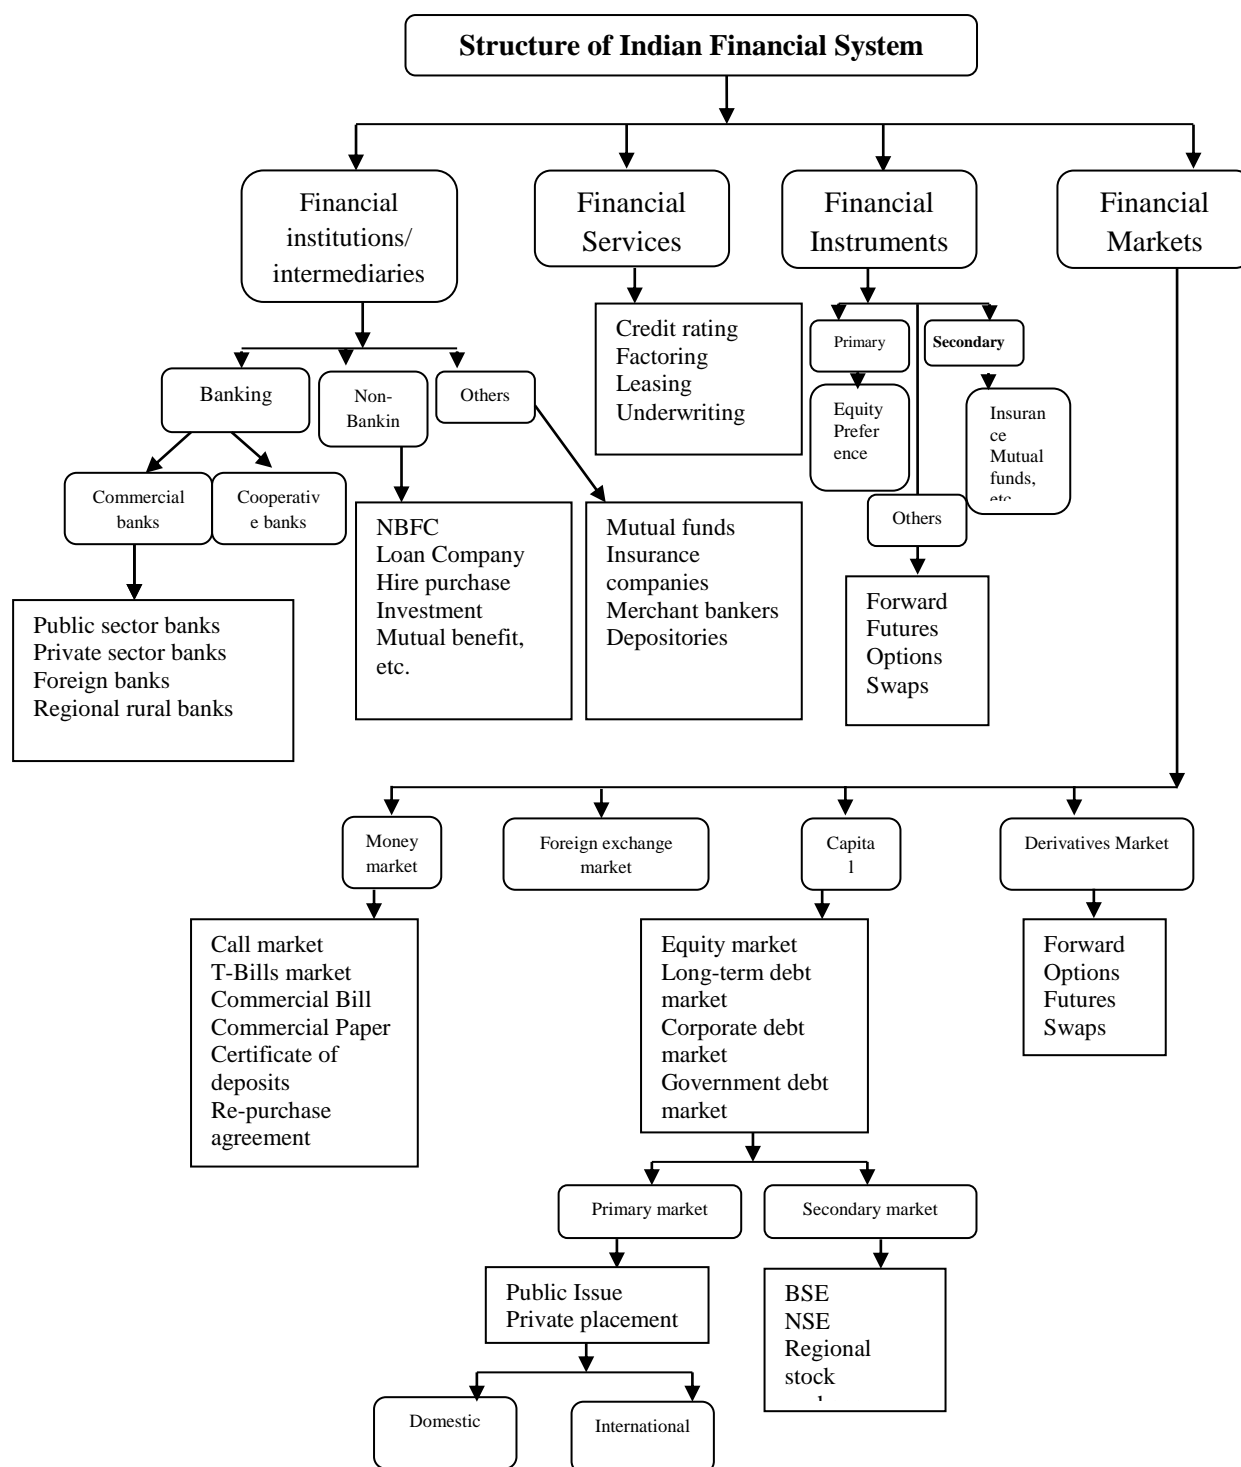 Structure of Indian Financial System
Financial
institutions/
intermediaries
Financial
Services
Financial
Instruments
Financial
Markets
Credit rating
Factoring
Leasing
Underwriting
Primary
Secondary
Banking
Non-
Bankin
Others
Equity
Prefer
ence
Insuran
ce
Mutual
funds,
etc
Commercial
banks
Cooperativ
e banks
Others
NBFC
Loan Company
Hire purchase
Investment
Mutual benefit,
etc.
Mutual funds
Insurance
companies
Merchant bankers
Depositories
Forward
Futures
Options
Swaps
Public sector banks
Private sector banks
Foreign banks
Regional rural banks
Money
market
Foreign exchange
market
Capita
l
Derivatives Market
Call market
T-Bills market
Commercial Bill
Commercial Paper
Certificate of
deposits
Re-purchase
agreement
Equity market
Long-term debt
market
Corporate debt
market
Government debt
market
Forward
Options
Futures
Swaps
Primary market
Secondary market
Public Issue
Private placement
BSE
NSE
Regional
stock
Domestic
International